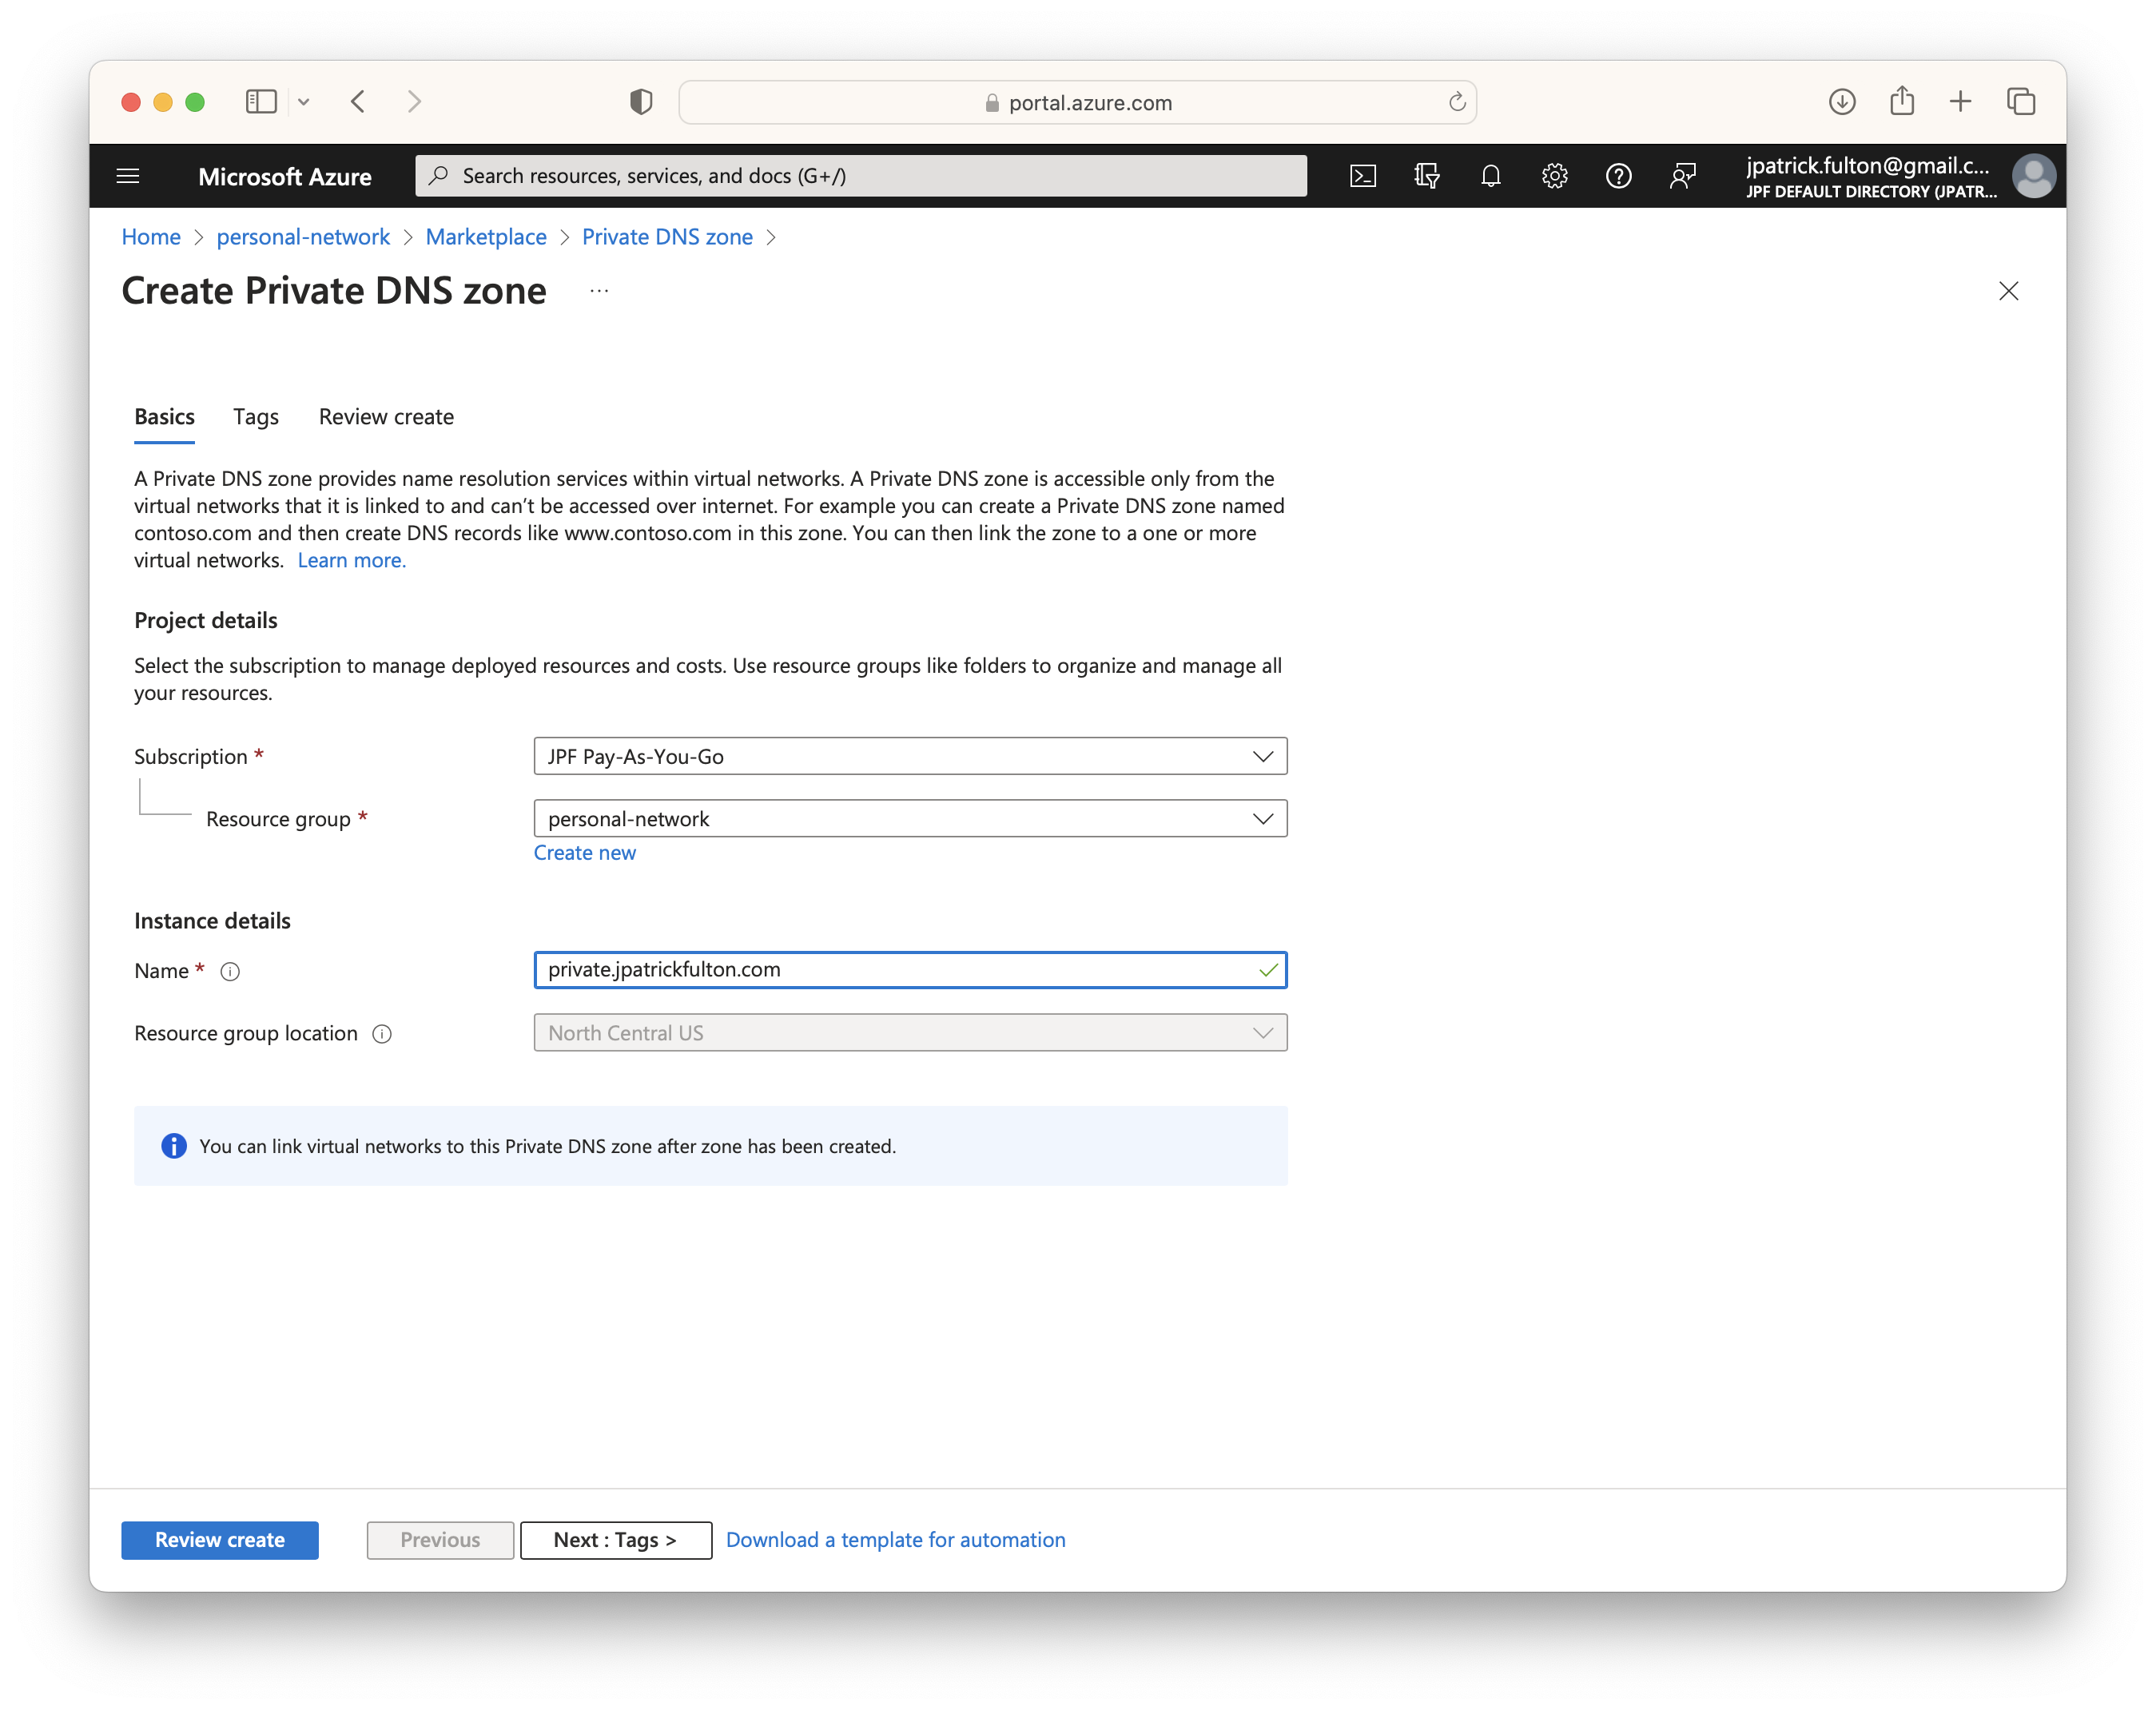 portal.azure.com
Microsoft Azure
Search resources, services, and docs (G+/)
jpatrick.fulton@gmail.c...
JPF DEFAULT DIRECTORY (JPATR...
Home > personal-network > Marketplace > Private DNS zone >
Create Private DNS zone ...
Basics Tags Review create
A Private DNS zone provides name resolution services within virtual networks. A Private DNS zone is accessible only from the
virtual networks that it is linked to and can’t be accessed over internet. For example you can create a Private DNS zone named
contoso.com and then create DNS records like www.contoso.com in this zone. You can then link the zone to a one or more
virtual networks. Learn more.
Project details
Select the subscription to manage deployed resources and costs. Use resource groups like folders to organize and manage all
your resources.
Subscription * JPF Pay-As-You-Go
Resource group * personal-network
Create new
Instance details
Name * private.jpatrickfulton.com
Resource group location North Central US
You can link virtual networks to this Private DNS zone after zone has been created.
Review create Previous Next : Tags > Download a template for automation